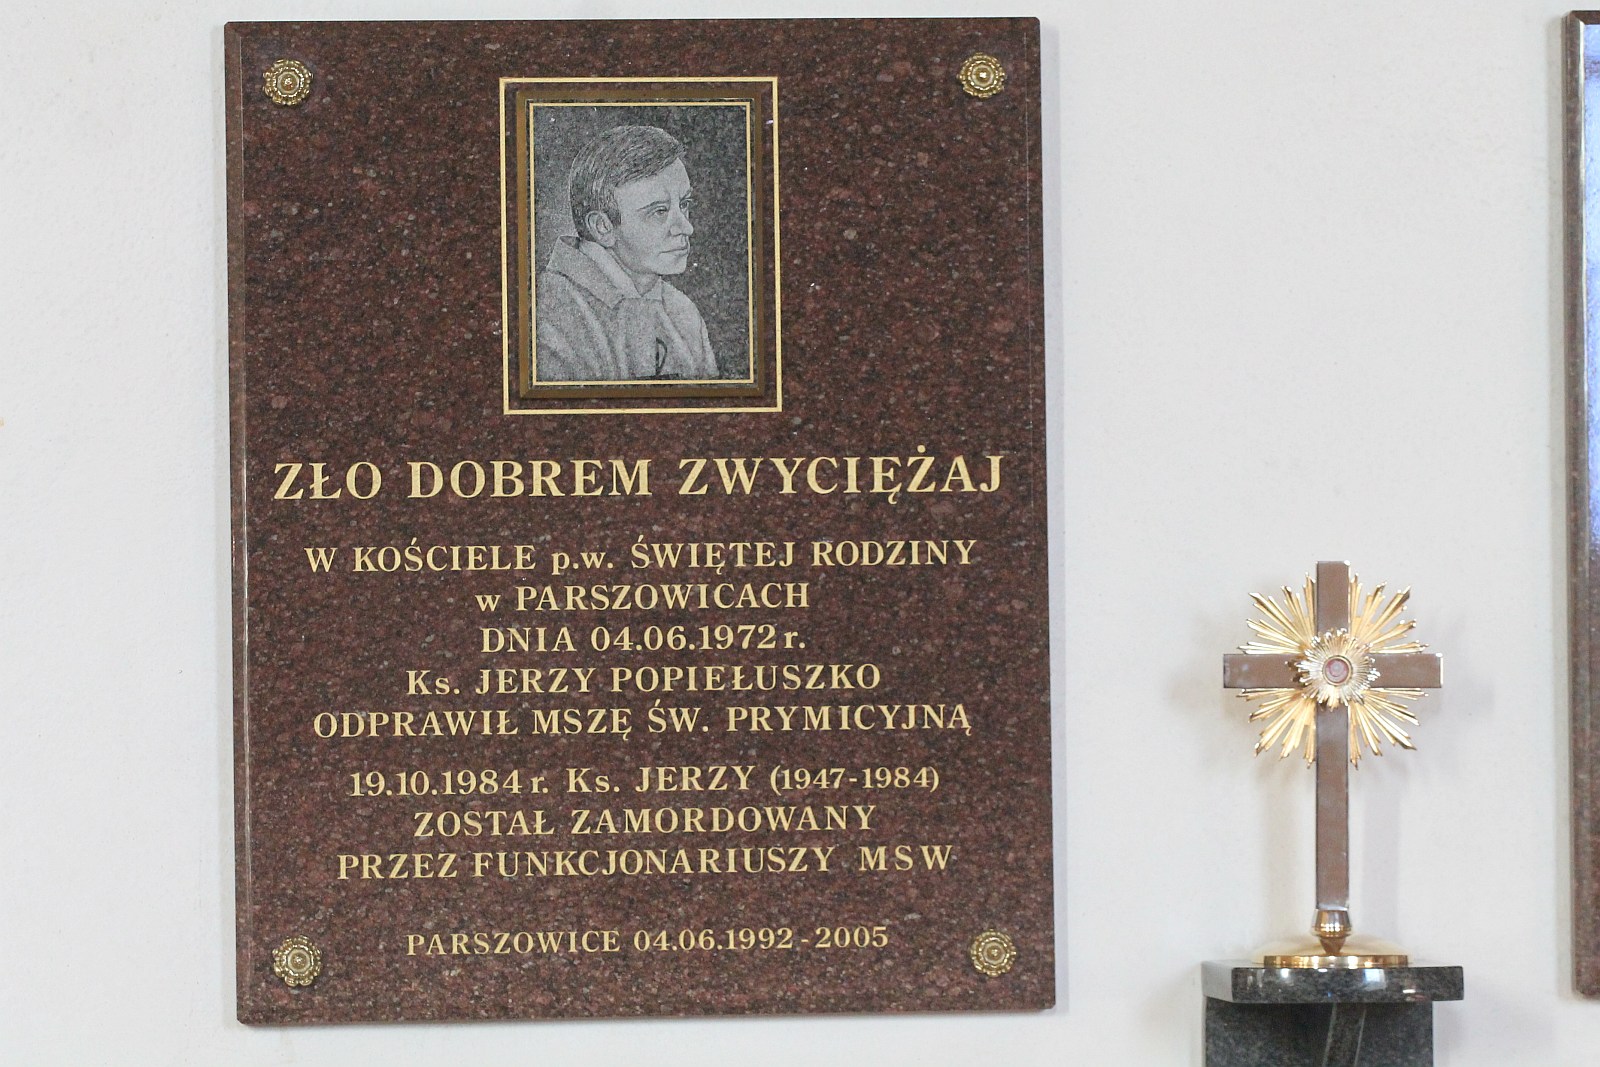 ZŁO DOBREM ZWYCIĘŻAJ
W KOŚCIELE p.w. ŚWIĘTEJ RODZINY
w PARSZOWICACH
DNIA 04.06.1972 r.
Ks. JERZY POPIEŁUSZKO
ODPRAWIŁ MSZĘ ŚW. PRYMICYJNĄ
19.10.1984 r. Ks. JERZY (1947-1984)
ZOSTAŁ ZAMORDOWANY
PRZEZ FUNKCJONARIUSZY MSW
PARSZOWICE 04.06.1992 - 2005